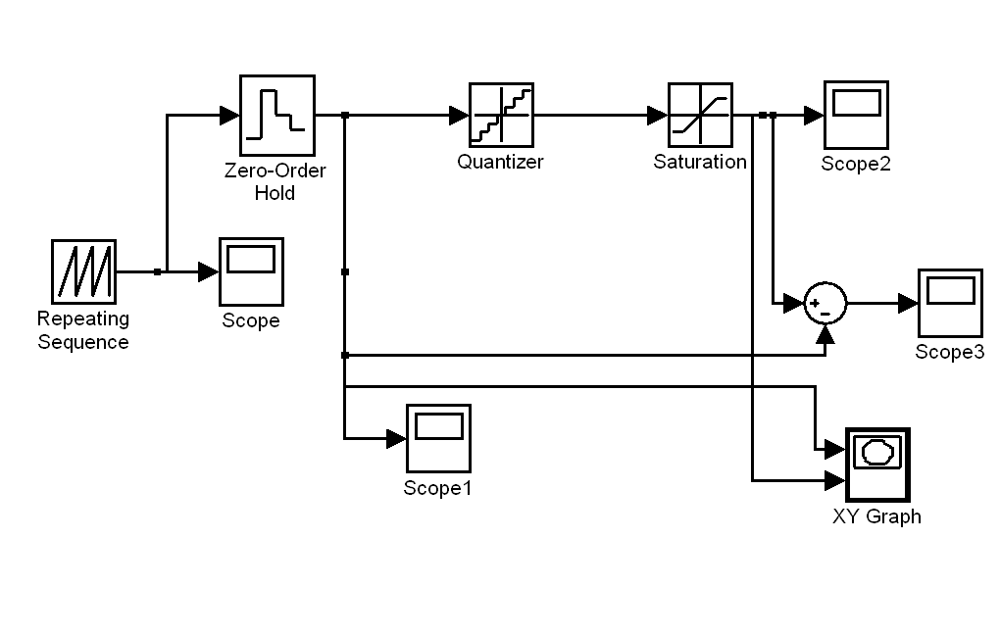 Zero-Order
Hold
Quantizer
Saturation
Scope2
Repeating
Sequence
Scope
+
-
Scope3
Scope1
XY Graph